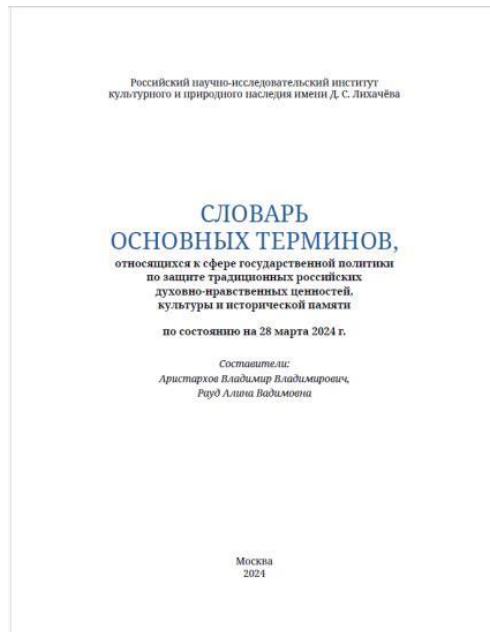 Российский научно-исследовательский институт
культурного и природного наследия имени Д. С. Лихачёва
СЛОВАРЬ
ОСНОВНЫХ ТЕРМИНОВ,
относящихся к сфере государственной политики
по защите традиционных российских
духовно-нравственных ценностей,
культуры и исторической памяти
по состоянию на 28 марта 2024 г.
Составители:
Аристархов Владимир Владимирович,
Рауд Алина Вадимовна
Москва
2024